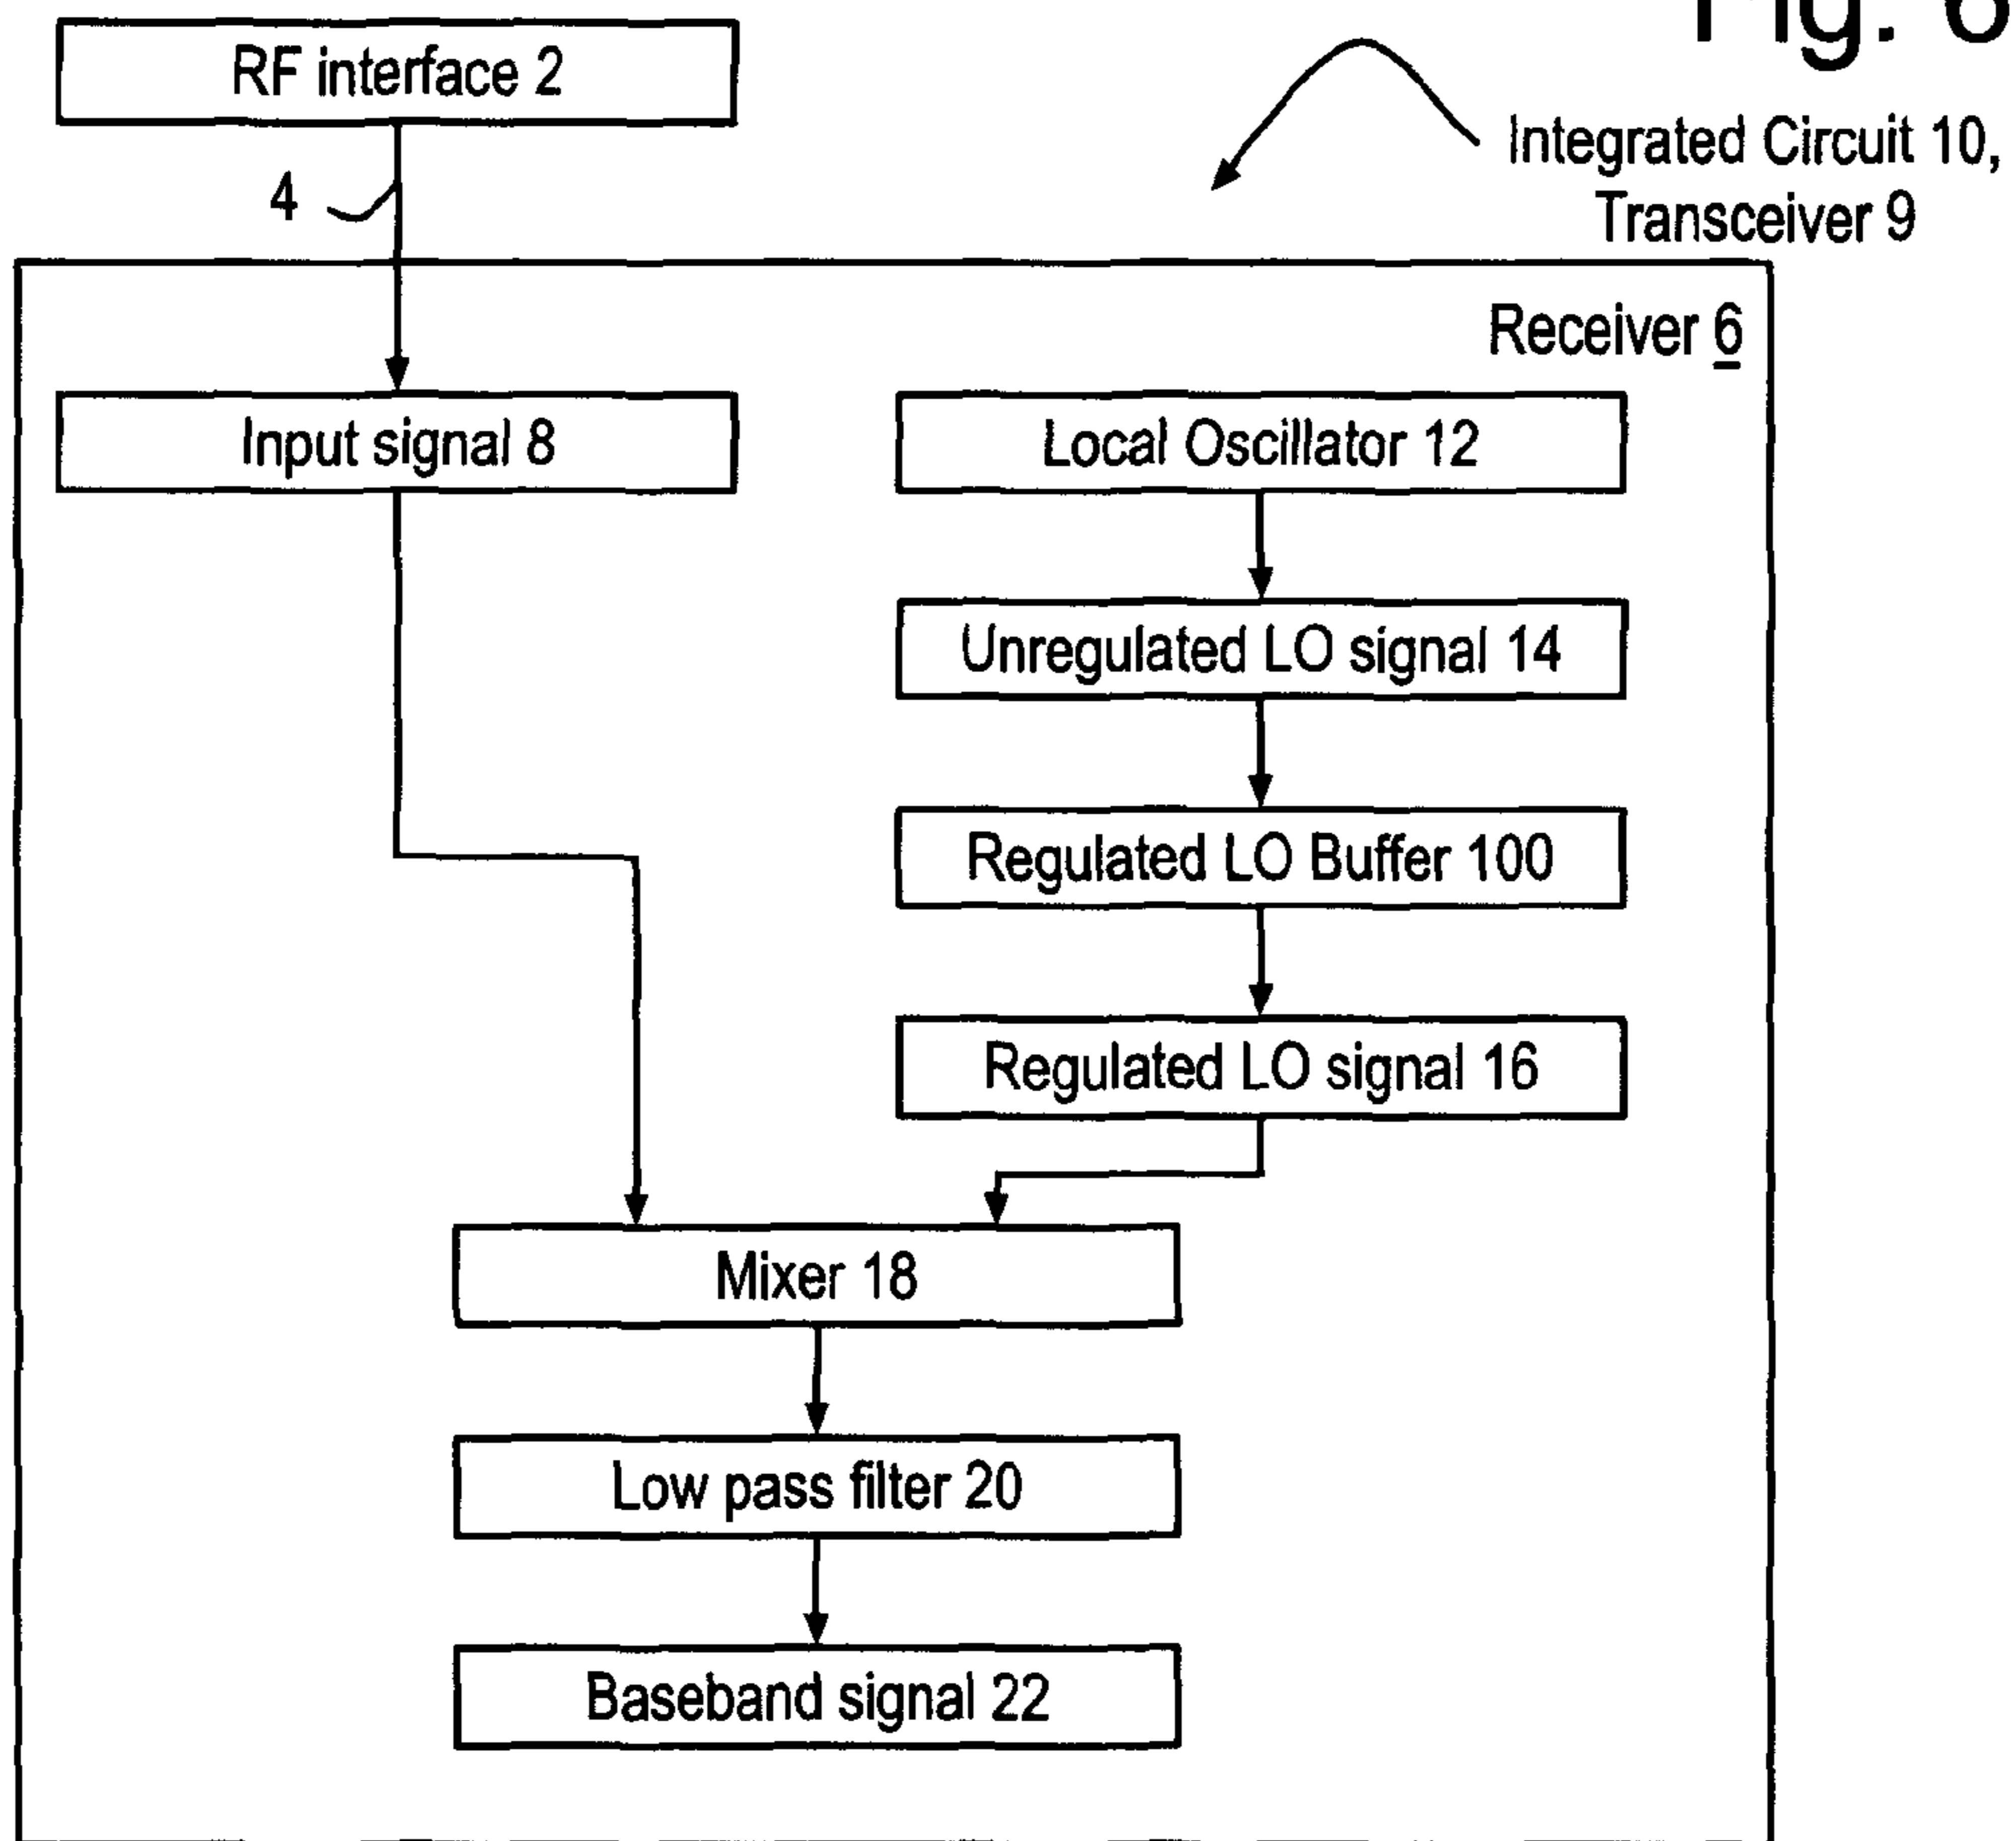 Fig. 6
RF interface 2
Integrated Circuit 10,
Transceiver 9
4
Receiver 6
Input signal 8
Local Oscillator 12
Unregulated LO signal 14
Regulated LO Buffer 100
Regulated LO signal 16
Mixer 18
Low pass filter 20
Baseband signal 22